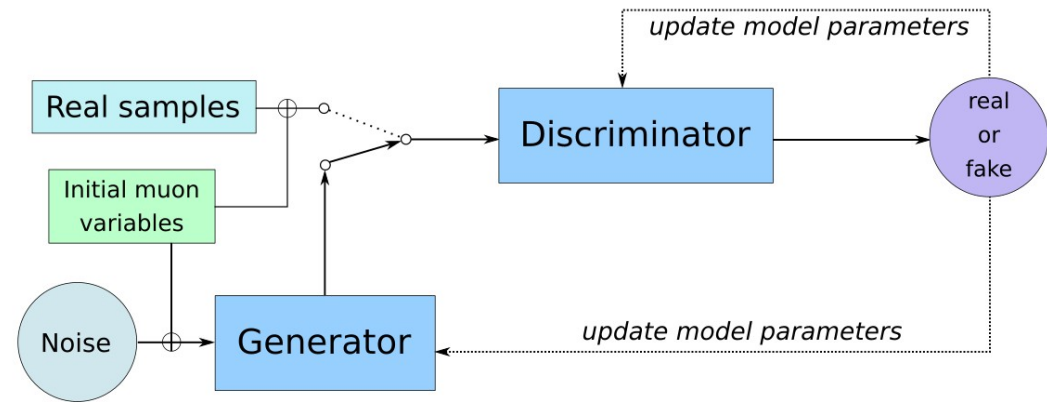 update model parameters
Real samples
Discriminator
real
or
fake
Initial muon
variables
Noise
Generator
update model parameters